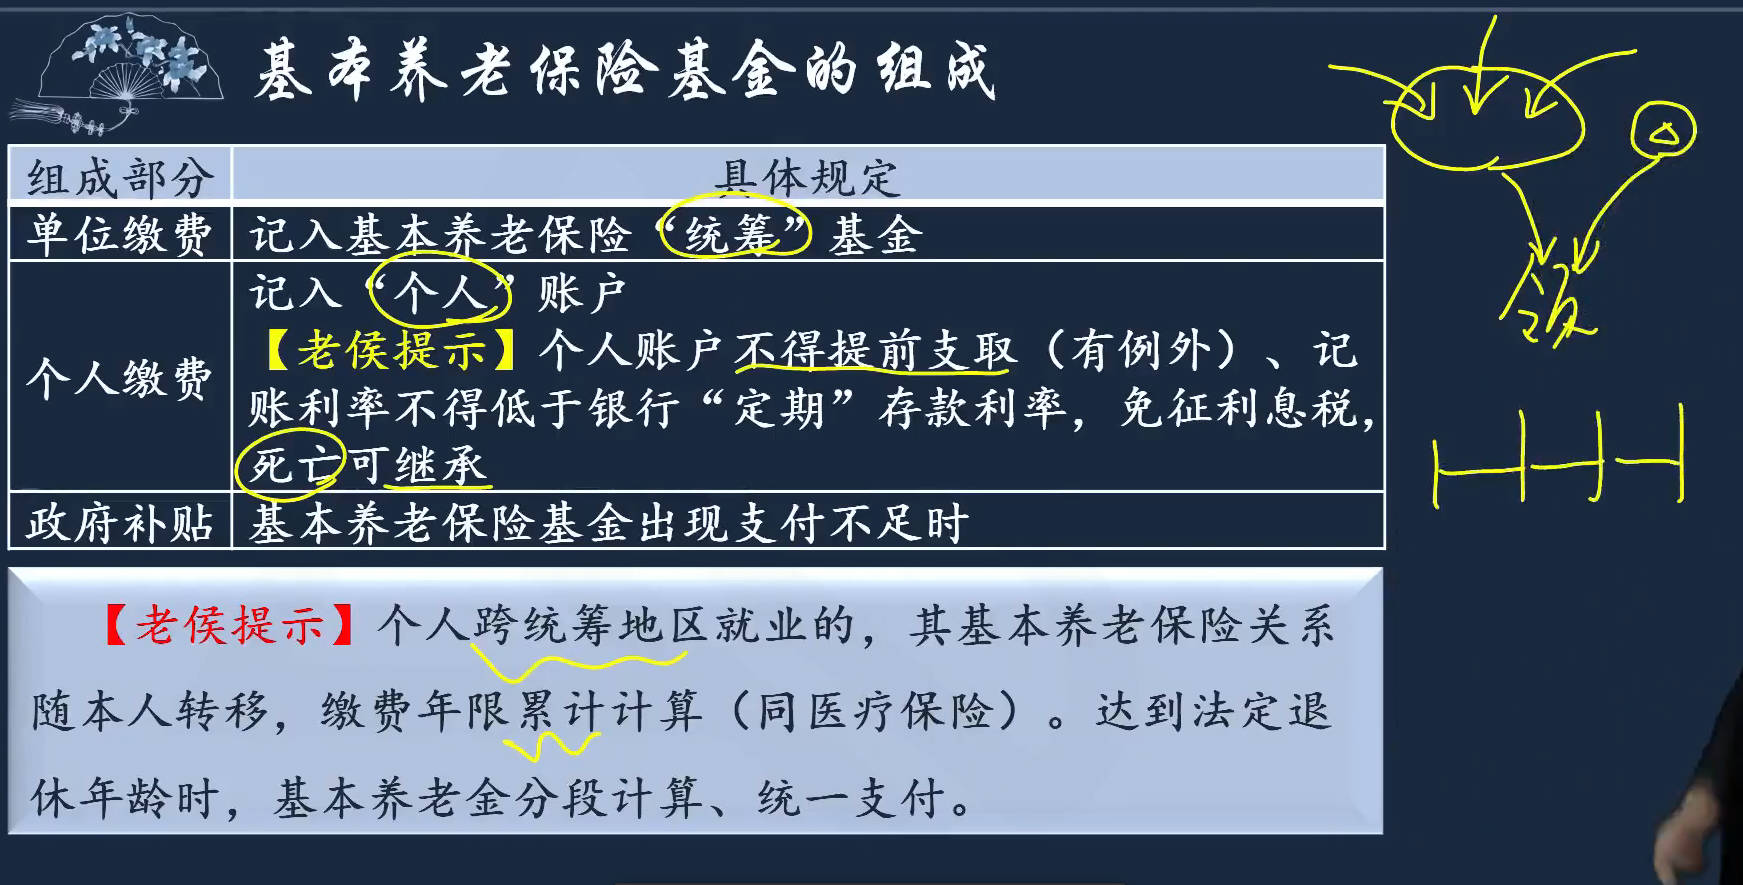 基本养老保险基金的组成
组成部分 具体规定
单位缴费 记入基本养老保险“统筹”基金
个人缴费 记入“个人”账户
【老侯提示】个人账户不得提前支取（有例外）、记
账利率不得低于银行“定期”存款利率，免征利息税，
死亡可继承
政府补贴 基本养老保险基金出现支付不足时
【老侯提示】个人跨统筹地区就业的，其基本养老保险关系
随本人转移，缴费年限累计计算（同医疗保险）。达到法定退
休年龄时，基本养老金分段计算、统一支付。
领